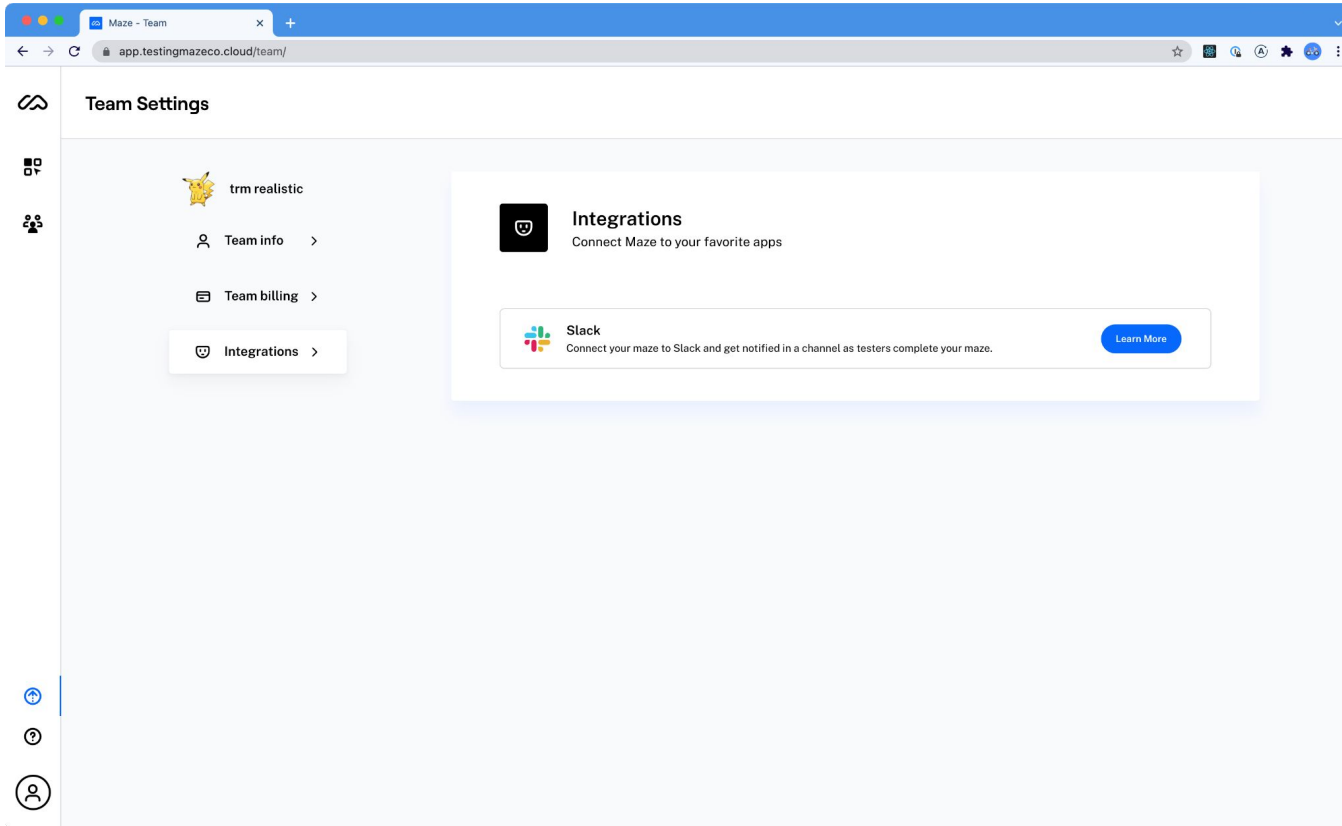 Maze - Team
app.testingmazeco.cloud/team/
Team Settings
trm realistic
Team info
Team billing
Integrations
Integrations
Connect Maze to your favorite apps
Slack
Connect your maze to Slack and get notified in a channel as testers complete your maze.
Learn More